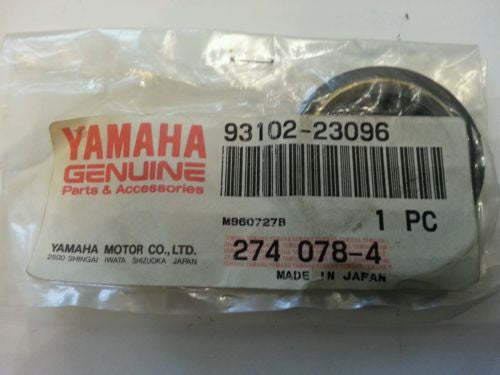 YAMAHA
GENUINE
Parts & Accessories
93102-23096
M960727B
1 PC
YAMAHA MOTOR CO., LTD.
2500 SHINGAI IWATA SHIZUOKA JAPAN
274 078-4
MADE IN JAPAN